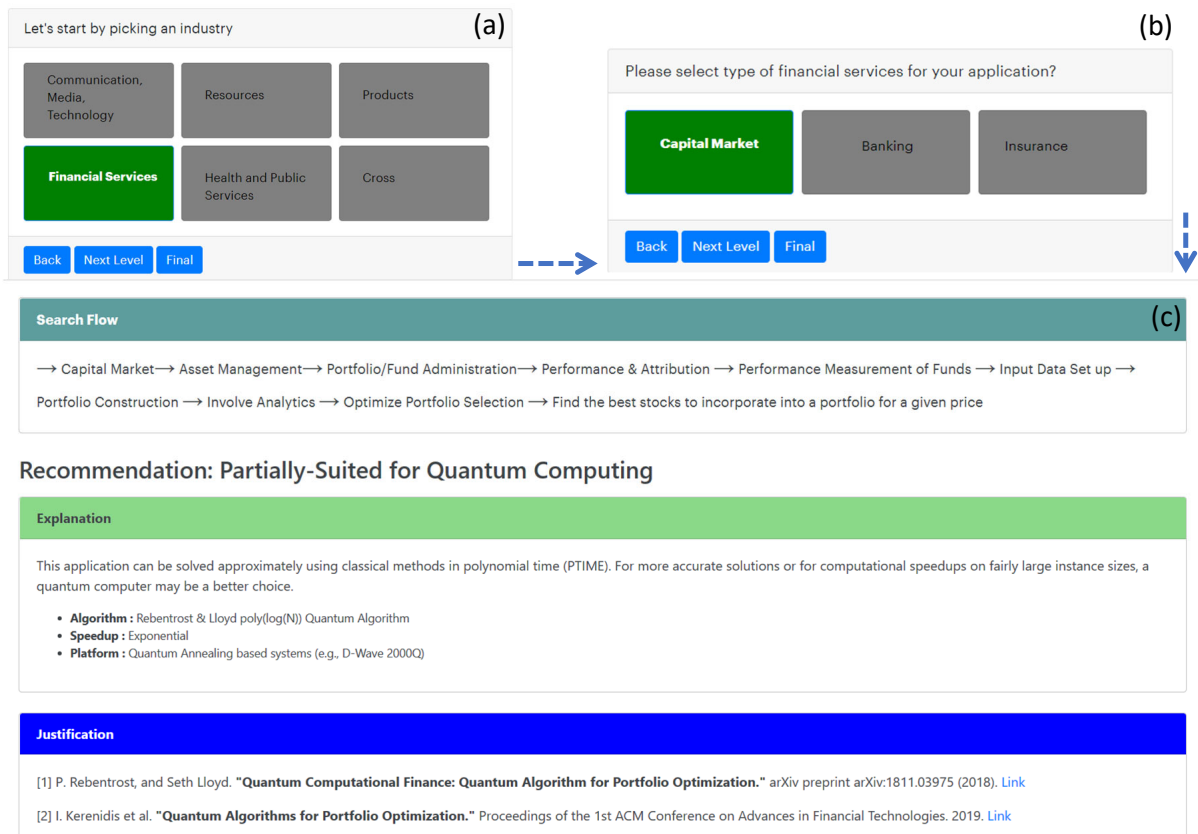 Let's start by picking an industry
(a)
Communication,
Media,
Technology
Resources
Products
Financial Services
Health and Public
Services
Cross
Back
Next Level
Final
(b)
Please select type of financial services for your application?
Capital Market
Banking
Insurance
Back
Next Level
Final
Search Flow
(c)
→ Capital Market→ Asset Management→ Portfolio/Fund Administration→ Performance & Attribution → Performance Measurement of Funds → Input Data Set up →
Portfolio Construction → Involve Analytics → Optimize Portfolio Selection → Find the best stocks to incorporate into a portfolio for a given price
Recommendation: Partially-Suited for Quantum Computing
Explanation
This application can be solved approximately using classical methods in polynomial time (PTIME). For more accurate solutions or for computational speedups on fairly large instance sizes, a
quantum computer may be a better choice.
• Algorithm : Rebentrost & Lloyd poly(log(N)) Quantum Algorithm
• Speedup : Exponential
• Platform : Quantum Annealing based systems (e.g., D-Wave 2000Q)
Justification
[1] P. Rebentrost, and Seth Lloyd. "Quantum Computational Finance: Quantum Algorithm for Portfolio Optimization." arXiv preprint arXiv:1811.03975 (2018). Link
[2] I. Kerenidis et al. "Quantum Algorithms for Portfolio Optimization." Proceedings of the 1st ACM Conference on Advances in Financial Technologies. 2019. Link